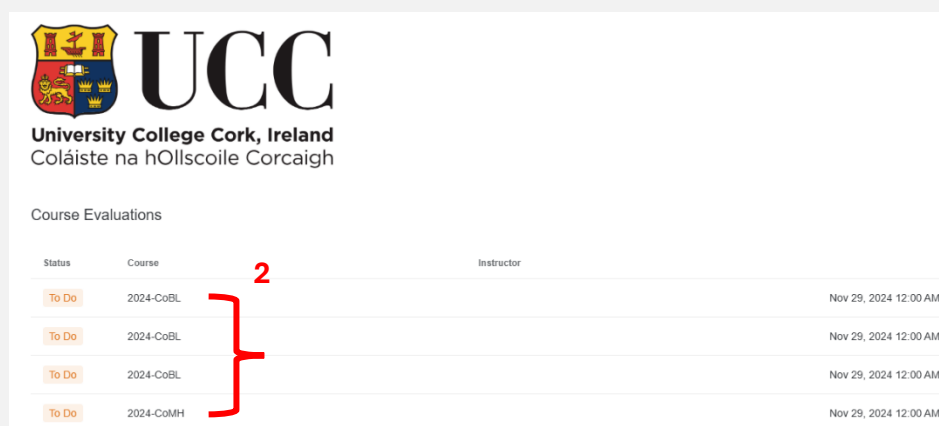 UCC
University College Cork, Ireland
Coláiste na hOllscoile Corcaigh
Course Evaluations
Status Course Instructor
2
To Do 2024-CoBL Nov 29, 2024 12:00 AM
To Do 2024-CoBL Nov 29, 2024 12:00 AM
To Do 2024-CoBL Nov 29, 2024 12:00 AM
To Do 2024-CoMH Nov 29, 2024 12:00 AM